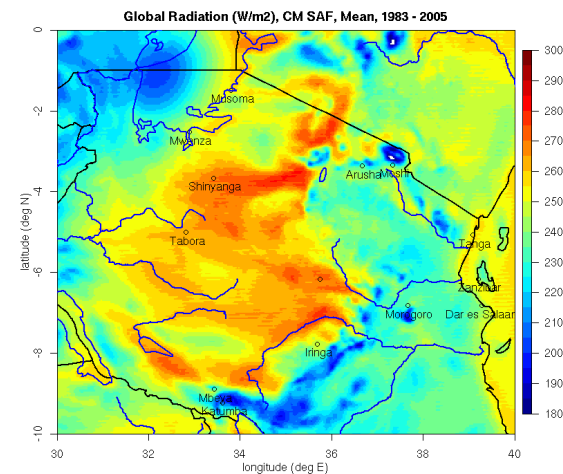 Global Radiation (W/m2), CM SAF, Mean, 1983 - 2005
0
300
290
280
-2
Musoma
270
Mwanza
260
Arusha Moshi
-4
Shinyanga
250
latitude (deg N)
240
Tabora
Tanga
230
-6
Zanzibar
220
Morogoro
Dar es Salaam
210
-8
Iringa
200
Mbeya
190
Katumba
180
-10
30
32
34
36
38
40
longitude (deg E)